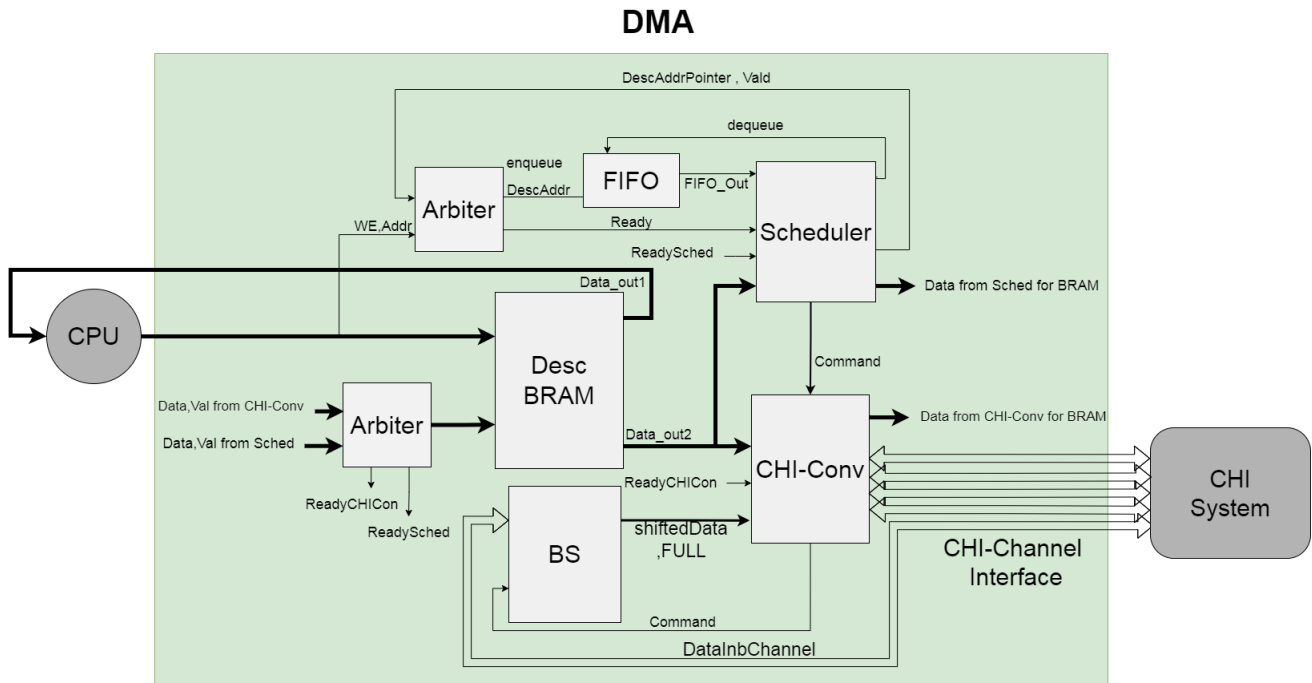 DMA
DescAddrPointer , Vald
dequeue
enqueue
FIFO
DescAddr
FIFO_Out
Arbiter
WE,Addr
Ready
Scheduler
ReadySched
Data_out1
Data from Sched for BRAM
CPU
Desc
BRAM
Command
Data,Val from CHI-Conv
Arbiter
Data,Val from Sched
Data_out2
Data from CHI-Conv for BRAM
CHI-Conv
ReadyCHICon
ReadyCHICon
ReadySched
CHI
System
BS
shiftedData
,FULL
CHI-Channel
Interface
Command
DataInbChannel